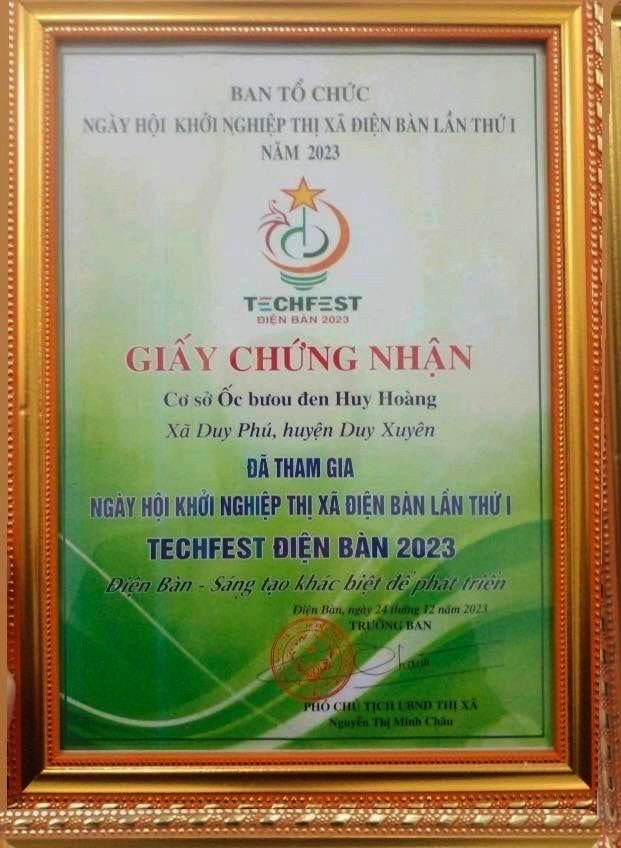 BAN TỔ CHỨC
NGÀY HỘI KHỞI NGHIỆP THỊ XÃ ĐIỆN BÀN LẦN THỨ I
NĂM 2023
TECHFEST
ĐIỆN BÀN 2023
GIẤY CHỨNG NHẬN
Cơ sở Ốc bươu đen Huy Hoàng
Xã Duy Phú, huyện Duy Xuyên
ĐÃ THAM GIA
NGÀY HỘI KHỞI NGHIỆP THỊ XÃ ĐIỆN BÀN LẦN THỨ I
TECHFEST ĐIỆN BÀN 2023
Điện Bàn - Sáng tạo khác biệt để phát triển
Điện Bàn, ngày 24 tháng 12 năm 2023
TRƯỞNG BAN
PHÓ CHỦ TỊCH UBND THỊ XÃ
Nguyễn Thị Minh Châu